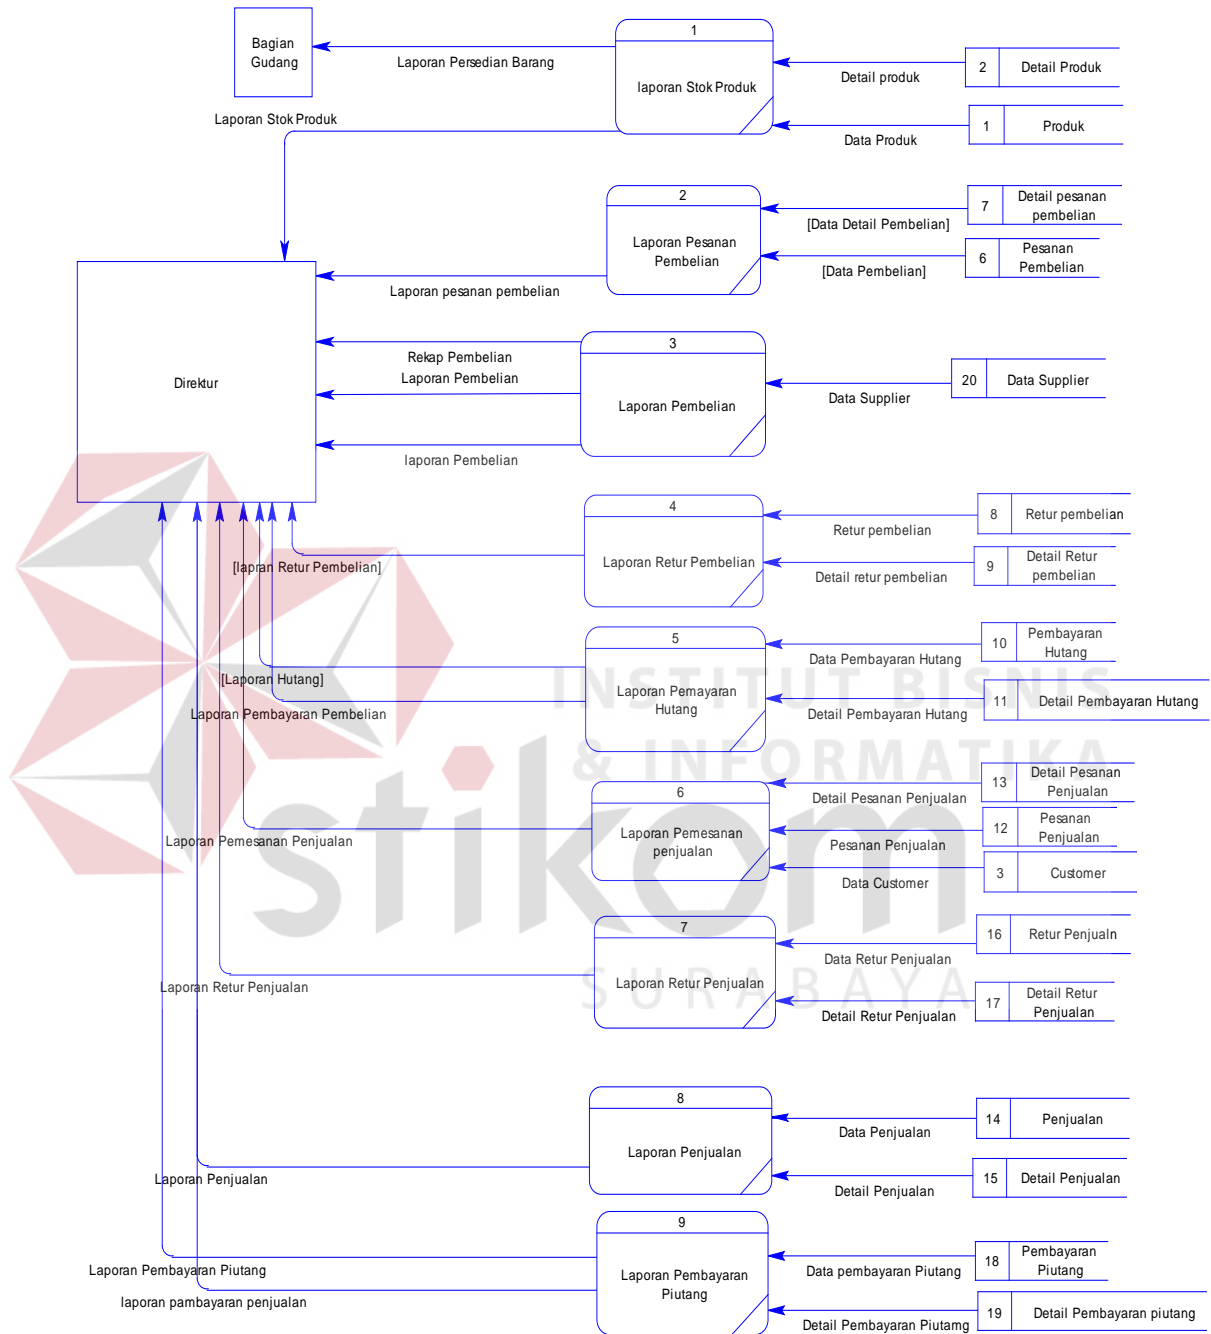 1
Bagian
Gudang
Laporan Persedian Barang
laporan Stok Produk
Detail produk
2
Detail Produk
Laporan Stok Produk
Data Produk
1
Produk
2
Laporan Pesanan
Pembelian
[Data Detail Pembelian]
7
Detail pesanan
pembelian
[Data Pembelian]
6
Pesanan
Pembelian
Laporan pesanan pembelian
Direktur
3
Rekap Pembelian
Laporan Pembelian
Laporan Pembelian
Data Supplier
20
Data Supplier
laporan Pembelian
4
Laporan Retur Pembelian
Retur pembelian
8
Retur pembelian
Detail retur pembelian
9
Detail Retur
pembelian
[lapran Retur Pembelian]
5
Laporan Pemayaran
Hutang
Data Pembayaran Hutang
10
Pembayaran
Hutang
Detail Pembayaran Hutang
11
Detail Pembayaran Hutang
[Laporan Hutang]
Laporan Pembayaran Pembelian
INSTITUT BISNIS
& INFORMATIKA
stikom
SURABAYA
6
Laporan Pemesanan
penjualan
Detail Pesanan Penjualan
13
Detail Pesanan
Penjualan
Pesanan Penjualan
12
Pesanan
Penjualan
Data Customer
3
Customer
Laporan Pemesanan Penjualan
7
Laporan Retur Penjualan
Data Retur Penjualan
16
Retur Penjualn
Detail Retur Penjualan
17
Detail Retur
Penjualan
Laporan Retur Penjualan
8
Laporan Penjualan
Data Penjualan
14
Penjualan
Detail Penjualan
15
Detail Penjualan
Laporan Penjualan
9
Laporan Pembayaran
Piutang
Data pembayaran Piutang
18
Pembayaran
Piutang
Detail Pembayaran Piutamg
19
Detail Pembayaran piutang
Laporan Pembayaran Piutang
laporan pambayaran penjualan